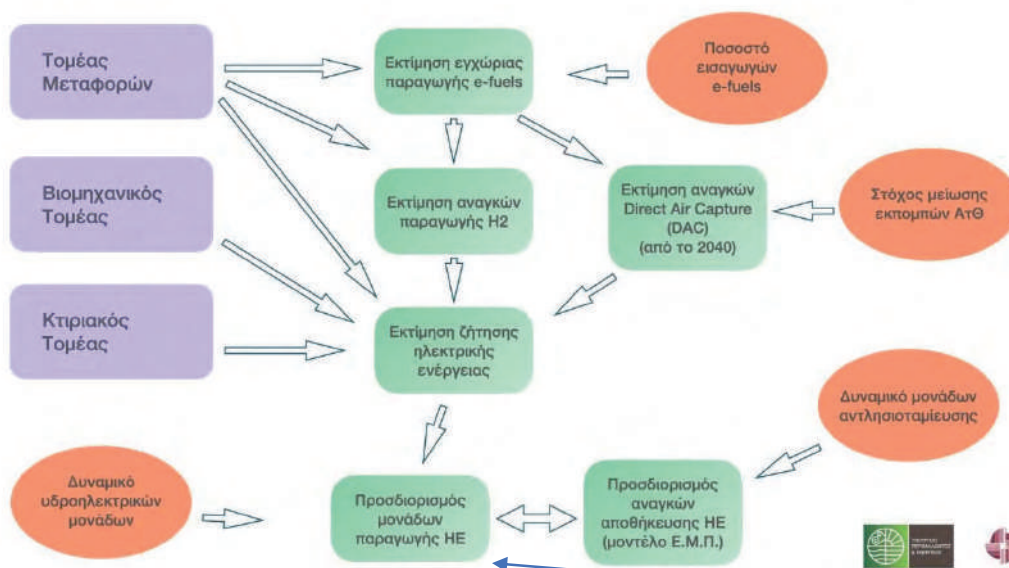 Τομέας
Μεταφορών
Εκτίμηση εγχώριας
παραγωγής e-fuels
Ποσοστό
εισαγωγών
e-fuels
Βιομηχανικός
Τομέας
Εκτίμηση αναγκών
παραγωγής H2
Εκτίμηση αναγκών
Direct Air Capture
(DAC)
(από το 2040)
Στόχος μείωσης
εκπομπών ΑτΘ
Κτιριακός
Τομέας
Εκτίμηση ζήτησης
ηλεκτρικής
ενέργειας
Δυναμικό μονάδων
αντλησιοταμίευσης
Δυναμικό
υδροηλεκτρικών
μονάδων
Προσδιορισμός
μονάδων
παραγωγής ΗΕ
Προσδιορισμός
αναγκών
αποθήκευσης ΗΕ
(μοντέλο Ε.Μ.Π.)